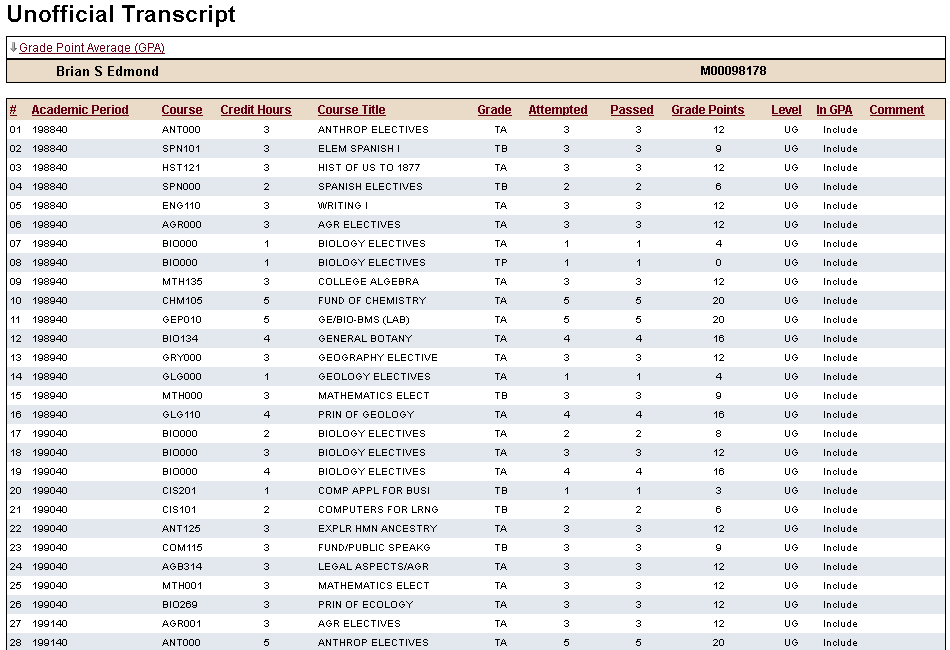 Unofficial Transcript
Grade Point Average (GPA)
Brian S Edmond M00098178
# Academic Period Course Credit Hours Course Title Grade Attempted Passed Grade Points Level In GPA Comment
01 198840 ANT000 3 ANTHROP ELECTIVES TA 3 3 12 UG Include
02 198840 SPN101 3 ELEM SPANISH I TB 3 3 9 UG Include
03 198840 HST121 3 HIST OF US TO 1877 TA 3 3 12 UG Include
04 198840 SPN000 2 SPANISH ELECTIVES TB 2 2 6 UG Include
05 198840 ENG110 3 WRITING I TA 3 3 12 UG Include
06 198940 AGR000 3 AGR ELECTIVES TA 3 3 12 UG Include
07 198940 BIO000 1 BIOLOGY ELECTIVES TA 1 1 4 UG Include
08 198940 BIO000 1 BIOLOGY ELECTIVES TP 1 1 0 UG Include
09 198940 MTH135 3 COLLEGE ALGEBRA TA 3 3 12 UG Include
10 198940 CHM105 5 FUND OF CHEMISTRY TA 5 5 20 UG Include
11 198940 GEP010 5 GE/BIO-BMS (LAB) TA 5 5 20 UG Include
12 198940 BIO134 4 GENERAL BOTANY TA 4 4 16 UG Include
13 198940 GRY000 3 GEOGRAPHY ELECTIVE TA 3 3 12 UG Include
14 198940 GLG000 1 GEOLOGY ELECTIVES TA 1 1 4 UG Include
15 198940 MTH000 3 MATHEMATICS ELECT TB 3 3 9 UG Include
16 198940 GLG110 4 PRIN OF GEOLOGY TA 4 4 16 UG Include
17 199040 BIO000 2 BIOLOGY ELECTIVES TA 2 2 8 UG Include
18 199040 BIO000 3 BIOLOGY ELECTIVES TA 3 3 12 UG Include
19 199040 BIO000 4 BIOLOGY ELECTIVES TA 4 4 16 UG Include
20 199040 CIS201 1 COMP APPL FOR BUSI TB 1 1 3 UG Include
21 199040 CIS101 2 COMPUTERS FOR LRNG TB 2 2 6 UG Include
22 199040 ANT125 3 EXPLR HMN ANCESTRY TA 3 3 12 UG Include
23 199040 COM115 3 FUND/PUBLIC SPEAKG TB 3 3 9 UG Include
24 199040 AGB314 3 LEGAL ASPECTS/AGR TA 3 3 12 UG Include
25 199040 MTH001 3 MATHEMATICS ELECT TA 3 3 12 UG Include
26 199040 BIO269 3 PRIN OF ECOLOGY TA 3 3 12 UG Include
27 199140 AGR001 3 AGR ELECTIVES TA 3 3 12 UG Include
28 199140 ANT000 5 ANTHROP ELECTIVES TA 5 5 20 UG Include